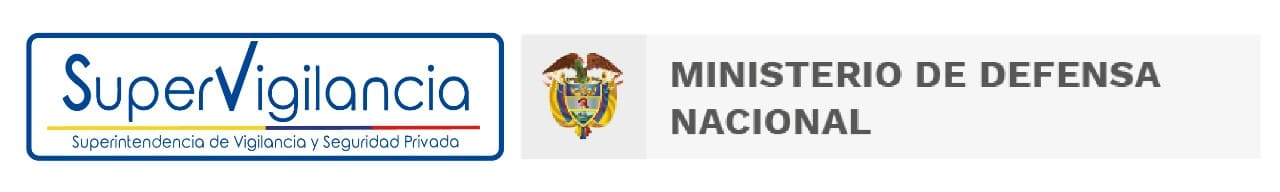 SuperVigilancia
Superintendencia de Vigilancia y Seguridad Privada
MINISTERIO DE DEFENSA
NACIONAL